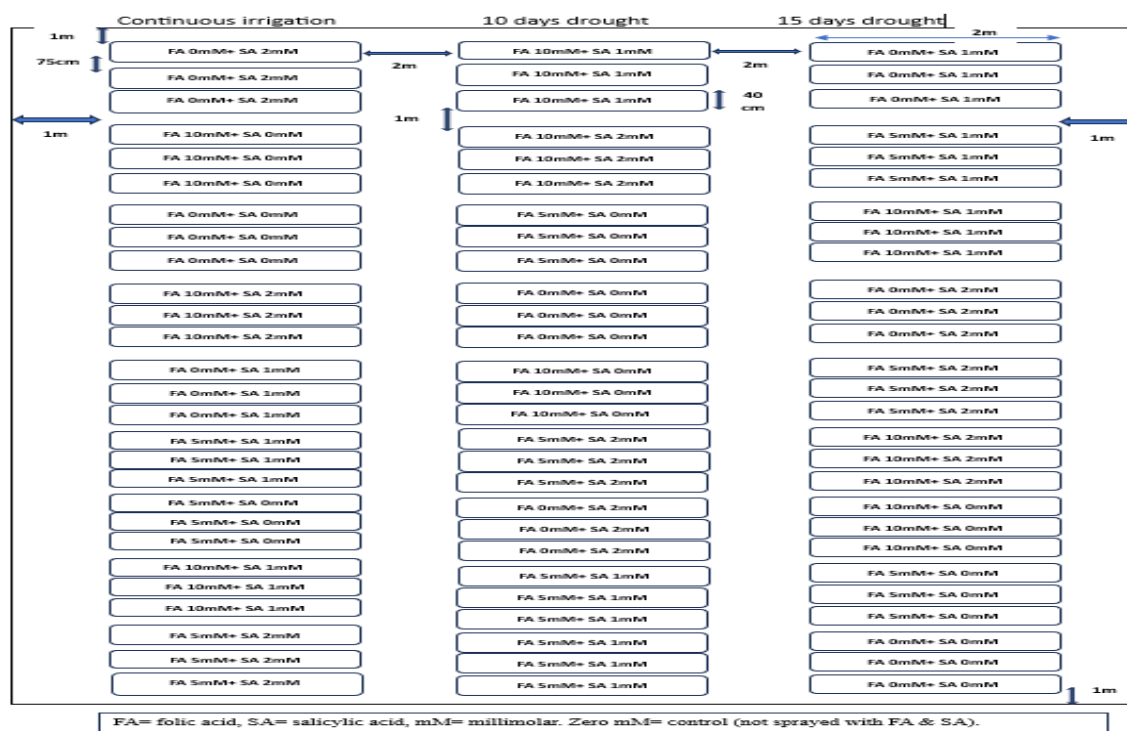 Continuous irrigation
1m
75cm
1m
FA 0mM+ SA 2mM
FA 0mM+ SA 2mM
FA 0mM+ SA 2mM
FA 10mM+ SA 0mM
FA 10mM+ SA 0mM
FA 10mM+ SA 0mM
FA 0mM+ SA 0mM
FA 0mM+ SA 0mM
FA 0mM+ SA 0mM
FA 10mM+ SA 2mM
FA 10mM+ SA 2mM
FA 10mM+ SA 2mM
FA 0mM+ SA 1mM
FA 0mM+ SA 1mM
FA 0mM+ SA 1mM
FA 5mM+ SA 1mM
FA 5mM+ SA 1mM
FA 5mM+ SA 1mM
FA 5mM+ SA 0mM
FA 5mM+ SA 0mM
FA 5mM+ SA 0mM
FA 10mM+ SA 1mM
FA 10mM+ SA 1mM
FA 10mM+ SA 1mM
FA 5mM+ SA 2mM
FA 5mM+ SA 2mM
FA 5mM+ SA 2mM
2m
1m
10 days drought
FA 10mM+ SA 1mM
FA 10mM+ SA 1mM
FA 10mM+ SA 1mM
FA 10mM+ SA 2mM
FA 10mM+ SA 2mM
FA 10mM+ SA 2mM
FA 5mM+ SA 0mM
FA 5mM+ SA 0mM
FA 5mM+ SA 0mM
FA 0mM+ SA 0mM
FA 0mM+ SA 0mM
FA 0mM+ SA 0mM
FA 10mM+ SA 0mM
FA 10mM+ SA 0mM
FA 10mM+ SA 0mM
FA 5mM+ SA 2mM
FA 5mM+ SA 2mM
FA 5mM+ SA 2mM
FA 0mM+ SA 2mM
FA 0mM+ SA 2mM
FA 0mM+ SA 2mM
FA 5mM+ SA 1mM
FA 5mM+ SA 1mM
FA 5mM+ SA 1mM
FA 5mM+ SA 1mM
FA 5mM+ SA 1mM
FA 5mM+ SA 1mM
2m
40
cm
15 days drought
2m
FA 0mM+ SA 1mM
FA 0mM+ SA 1mM
FA 0mM+ SA 1mM
FA 5mM+ SA 1mM
FA 5mM+ SA 1mM
FA 5mM+ SA 1mM
FA 10mM+ SA 1mM
FA 10mM+ SA 1mM
FA 10mM+ SA 1mM
FA 0mM+ SA 2mM
FA 0mM+ SA 2mM
FA 0mM+ SA 2mM
FA 5mM+ SA 2mM
FA 5mM+ SA 2mM
FA 5mM+ SA 2mM
FA 10mM+ SA 2mM
FA 10mM+ SA 2mM
FA 10mM+ SA 2mM
FA 10mM+ SA 0mM
FA 10mM+ SA 0mM
FA 10mM+ SA 0mM
FA 5mM+ SA 0mM
FA 5mM+ SA 0mM
FA 5mM+ SA 0mM
FA 0mM+ SA 0mM
FA 0mM+ SA 0mM
FA 0mM+ SA 0mM
1m
1m
FA= folic acid, SA= salicylic acid, mM= millimolar. Zero mM= control (not sprayed with FA & SA).